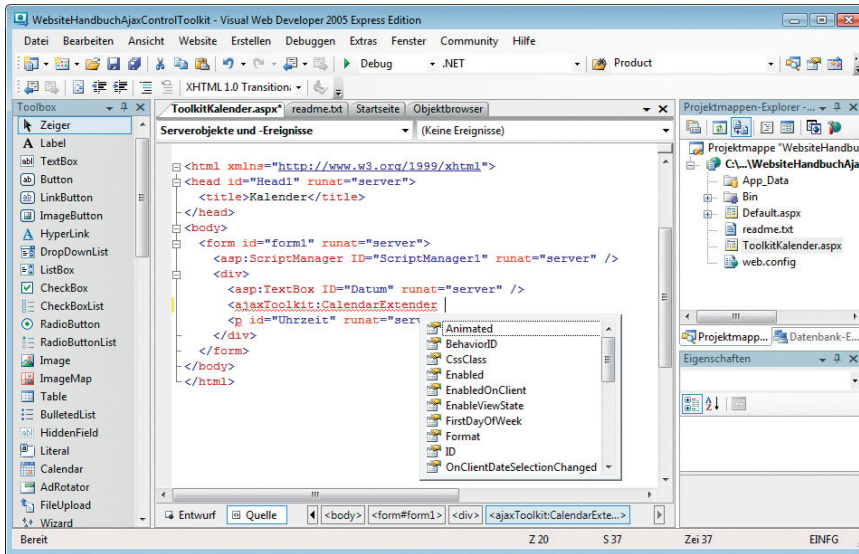 WebsiteHandbuchAjaxControlToolkit - Visual Web Developer 2005 Express Edition
Datei Bearbeiten Ansicht Website Erstellen Debuggen Extras Fenster Community Hilfe
Debug .NET Product
XHTML 1.0 Transition
Toolbox
Zeiger
A Label
abl TextBox
ab Button
ab LinkButton
ImageButton
A HyperLink
DropDownList
ListBox
CheckBox
CheckBoxList
RadioButton
RadioButtonList
Image
ImageMap
Table
BulletedList
abl HiddenField
Literal
Calendar
AdRotator
FileUpload
Wizard
ToolkitKalender.aspx* readme.txt Startseite Objektbrowser
Serverobjekte und -Ereignisse (Keine Ereignisse)
<html xmlns="http://www.w3.org/1999/xhtml">
<head id="Head1" runat="server">
<title>Kalender</title>
</head>
<body>
<form id="form1" runat="server">
<asp:ScriptManager ID="ScriptManager1" runat="server" />
<div>
<asp:TextBox ID="Datum" runat="server" />
<ajaxToolkit:CalendarExtender
<p id="Uhrzeit" runat="serv
</div>
</form>
</body>
</html>
Animated
BehaviorID
CssClass
Enabled
EnabledOnClient
EnableViewState
FirstDayOfWeek
Format
ID
OnClientDateSelectionChanged
Entwurf Quelle <body> <form#form1> <div> <ajaxToolkit:CalendarExte...>
Projektmappen-Explorer -...
Projektmappe "WebsiteHandbu
C:\...\WebsiteHandbuchAja
App_Data
Bin
Default.aspx
readme.txt
ToolkitKalender.aspx
web.config
Projektmapp... Datenbank-E...
Eigenschaften
Bereit Z 20 S 37 Zei 37 EINFG